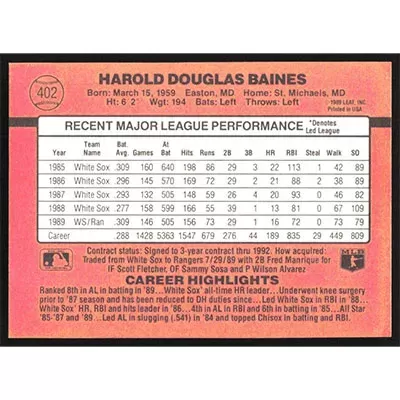 402
HAROLD DOUGLAS BAINES
Born: March 15, 1959 Easton, MD Home: St. Michaels, MD
Ht: 6' 2" Wgt: 194 Bats: Left Throws: Left
© 1989 LEAF, INC.
Printed in USA
RECENT MAJOR LEAGUE PERFORMANCE *Denotes Led League
Year Team Name Bat. Avg. Games At Bat Hits Runs 2B 3B HR RBI Steal Walk SO
1985 White Sox .309 160 640 198 86 29 3 22 113 1 42 89
1986 White Sox .296 145 570 169 72 29 2 21 88 2 38 89
1987 White Sox .293 132 505 148 59 26 4 20 93 0 46 82
1988 White Sox .277 158 599 166 55 39 1 13 81 0 67 109
1989 WS/Ran .309 146 505 156 73 29 1 16 72 0 73 79
Career .288 1428 5363 1547 679 276 44 189 835 29 449 809
Contract status: Signed to 3-year contract thru 1992. How acquired:
Traded from White Sox to Rangers 7/29/89 with 2B Fred Manrique for
IF Scott Fletcher, OF Sammy Sosa and P Wilson Alvarez
CAREER HIGHLIGHTS
Ranked 8th in AL in batting in '89...White Sox' all-time HR leader...Underwent knee surgery
prior to '87 season and has been reduced to DH duties since...Led White Sox in RBI in '88...
White Sox' HR, RBI and hits leader in '86...4th in AL in RBI and 6th in batting in '85...All Star
'85-'87 and '89...Led AL in slugging (.541) in '84 and topped Chisox in batting and RBI.